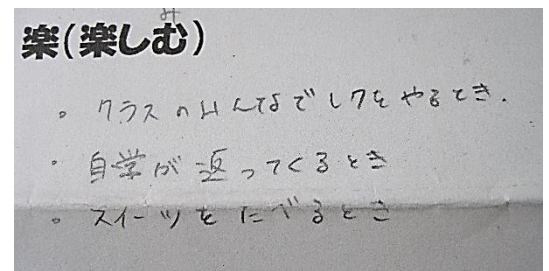 み
楽(楽しむ)
。クラスのみんなでレクをやるとき.
・自学が返ってくるとき
。スイーツをたべるとき